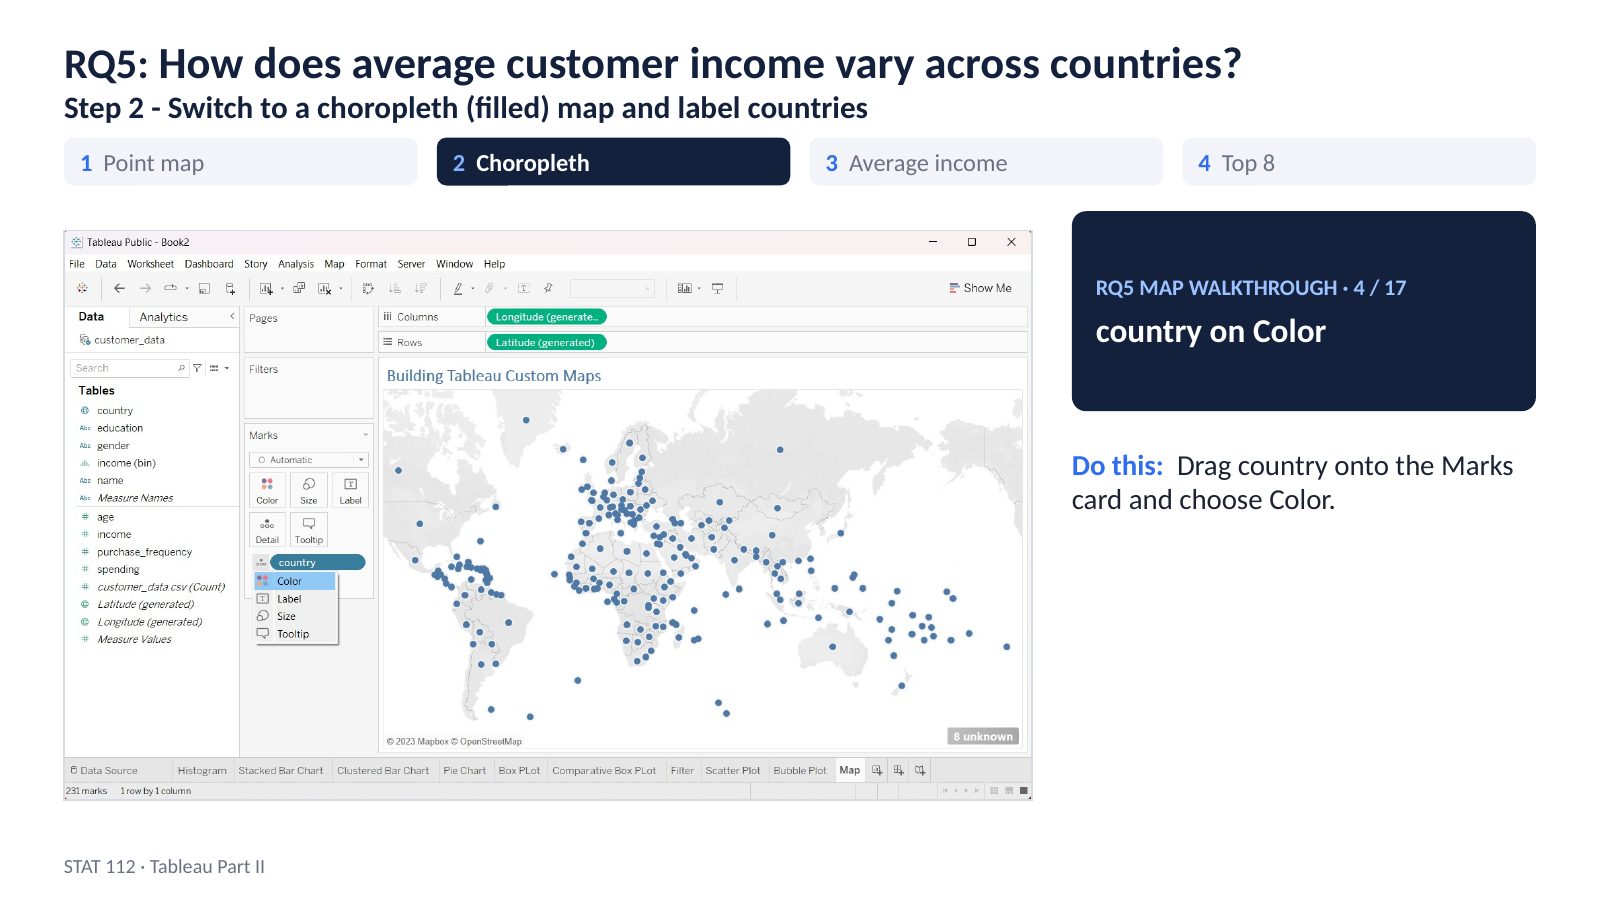 RQ5: How does average customer income vary across countries?
Step 2 - Switch to a choropleth (filled) map and label countries
1 Point map
2 Choropleth
3 Average income
4 Top 8
Tableau Public - Book2
File Data Worksheet Dashboard Story Analysis Map Format Server Window Help
Show Me
Data Analytics
customer_data
Search
Tables
country
Abc education
Abc gender
income (bin)
Abc name
Abc Measure Names
# age
# income
# purchase_frequency
# spending
# customer_data.csv (Count)
Latitude (generated)
Longitude (generated)
# Measure Values
Pages
Filters
Marks
Automatic
Color Size Label
Detail Tooltip
country
Color
Label
Size
Tooltip
Columns Longitude (generate..
Rows Latitude (generated)
Building Tableau Custom Maps
© 2023 Mapbox © OpenStreetMap
8 unknown
Data Source Histogram Stacked Bar Chart Clustered Bar Chart Pie Chart Box PLot Comparative Box PLot Filter Scatter Plot Bubble Plot Map
231 marks 1 row by 1 column
RQ5 MAP WALKTHROUGH · 4 / 17
country on Color
Do this: Drag country onto the Marks
card and choose Color.
STAT 112 · Tableau Part II